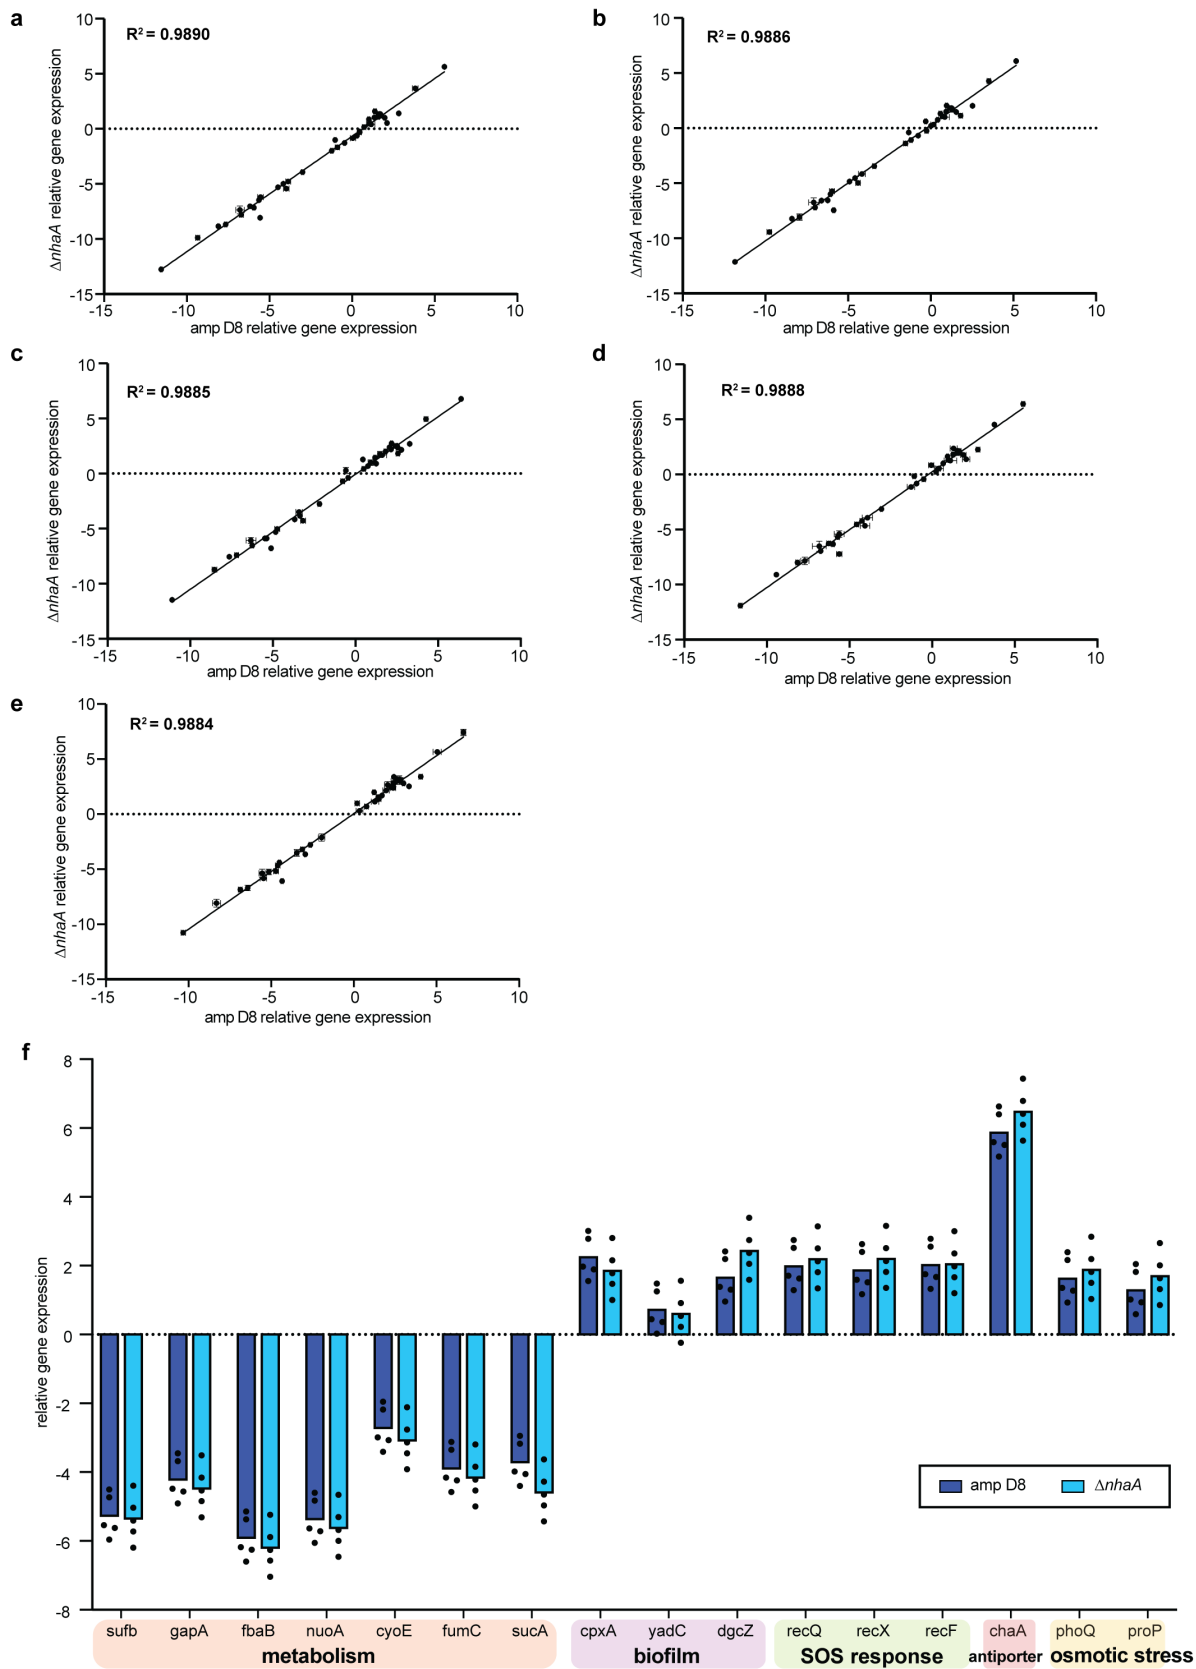 a
R² = 0.9890
ΔnhaA relative gene expression
10
5
0
-5
-10
-15
-15 -10 -5 0 5 10
amp D8 relative gene expression
b
R² = 0.9886
ΔnhaA relative gene expression
10
5
0
-5
-10
-15
-15 -10 -5 0 5 10
amp D8 relative gene expression
c
R² = 0.9885
ΔnhaA relative gene expression
10
5
0
-5
-10
-15
-15 -10 -5 0 5 10
amp D8 relative gene expression
d
R² = 0.9888
ΔnhaA relative gene expression
10
5
0
-5
-10
-15
-15 -10 -5 0 5 10
amp D8 relative gene expression
e
R² = 0.9884
ΔnhaA relative gene expression
10
5
0
-5
-10
-15
-15 -10 -5 0 5 10
amp D8 relative gene expression
f
relative gene expression
8
6
4
2
0
-2
-4
-6
-8
amp D8 ΔnhaA
sufb gapA fbaB nuoA cyoE fumC sucA cpxA yadC dgcZ recQ recX recF chaA phoQ proP
metabolism biofilm SOS response antiporter osmotic stress